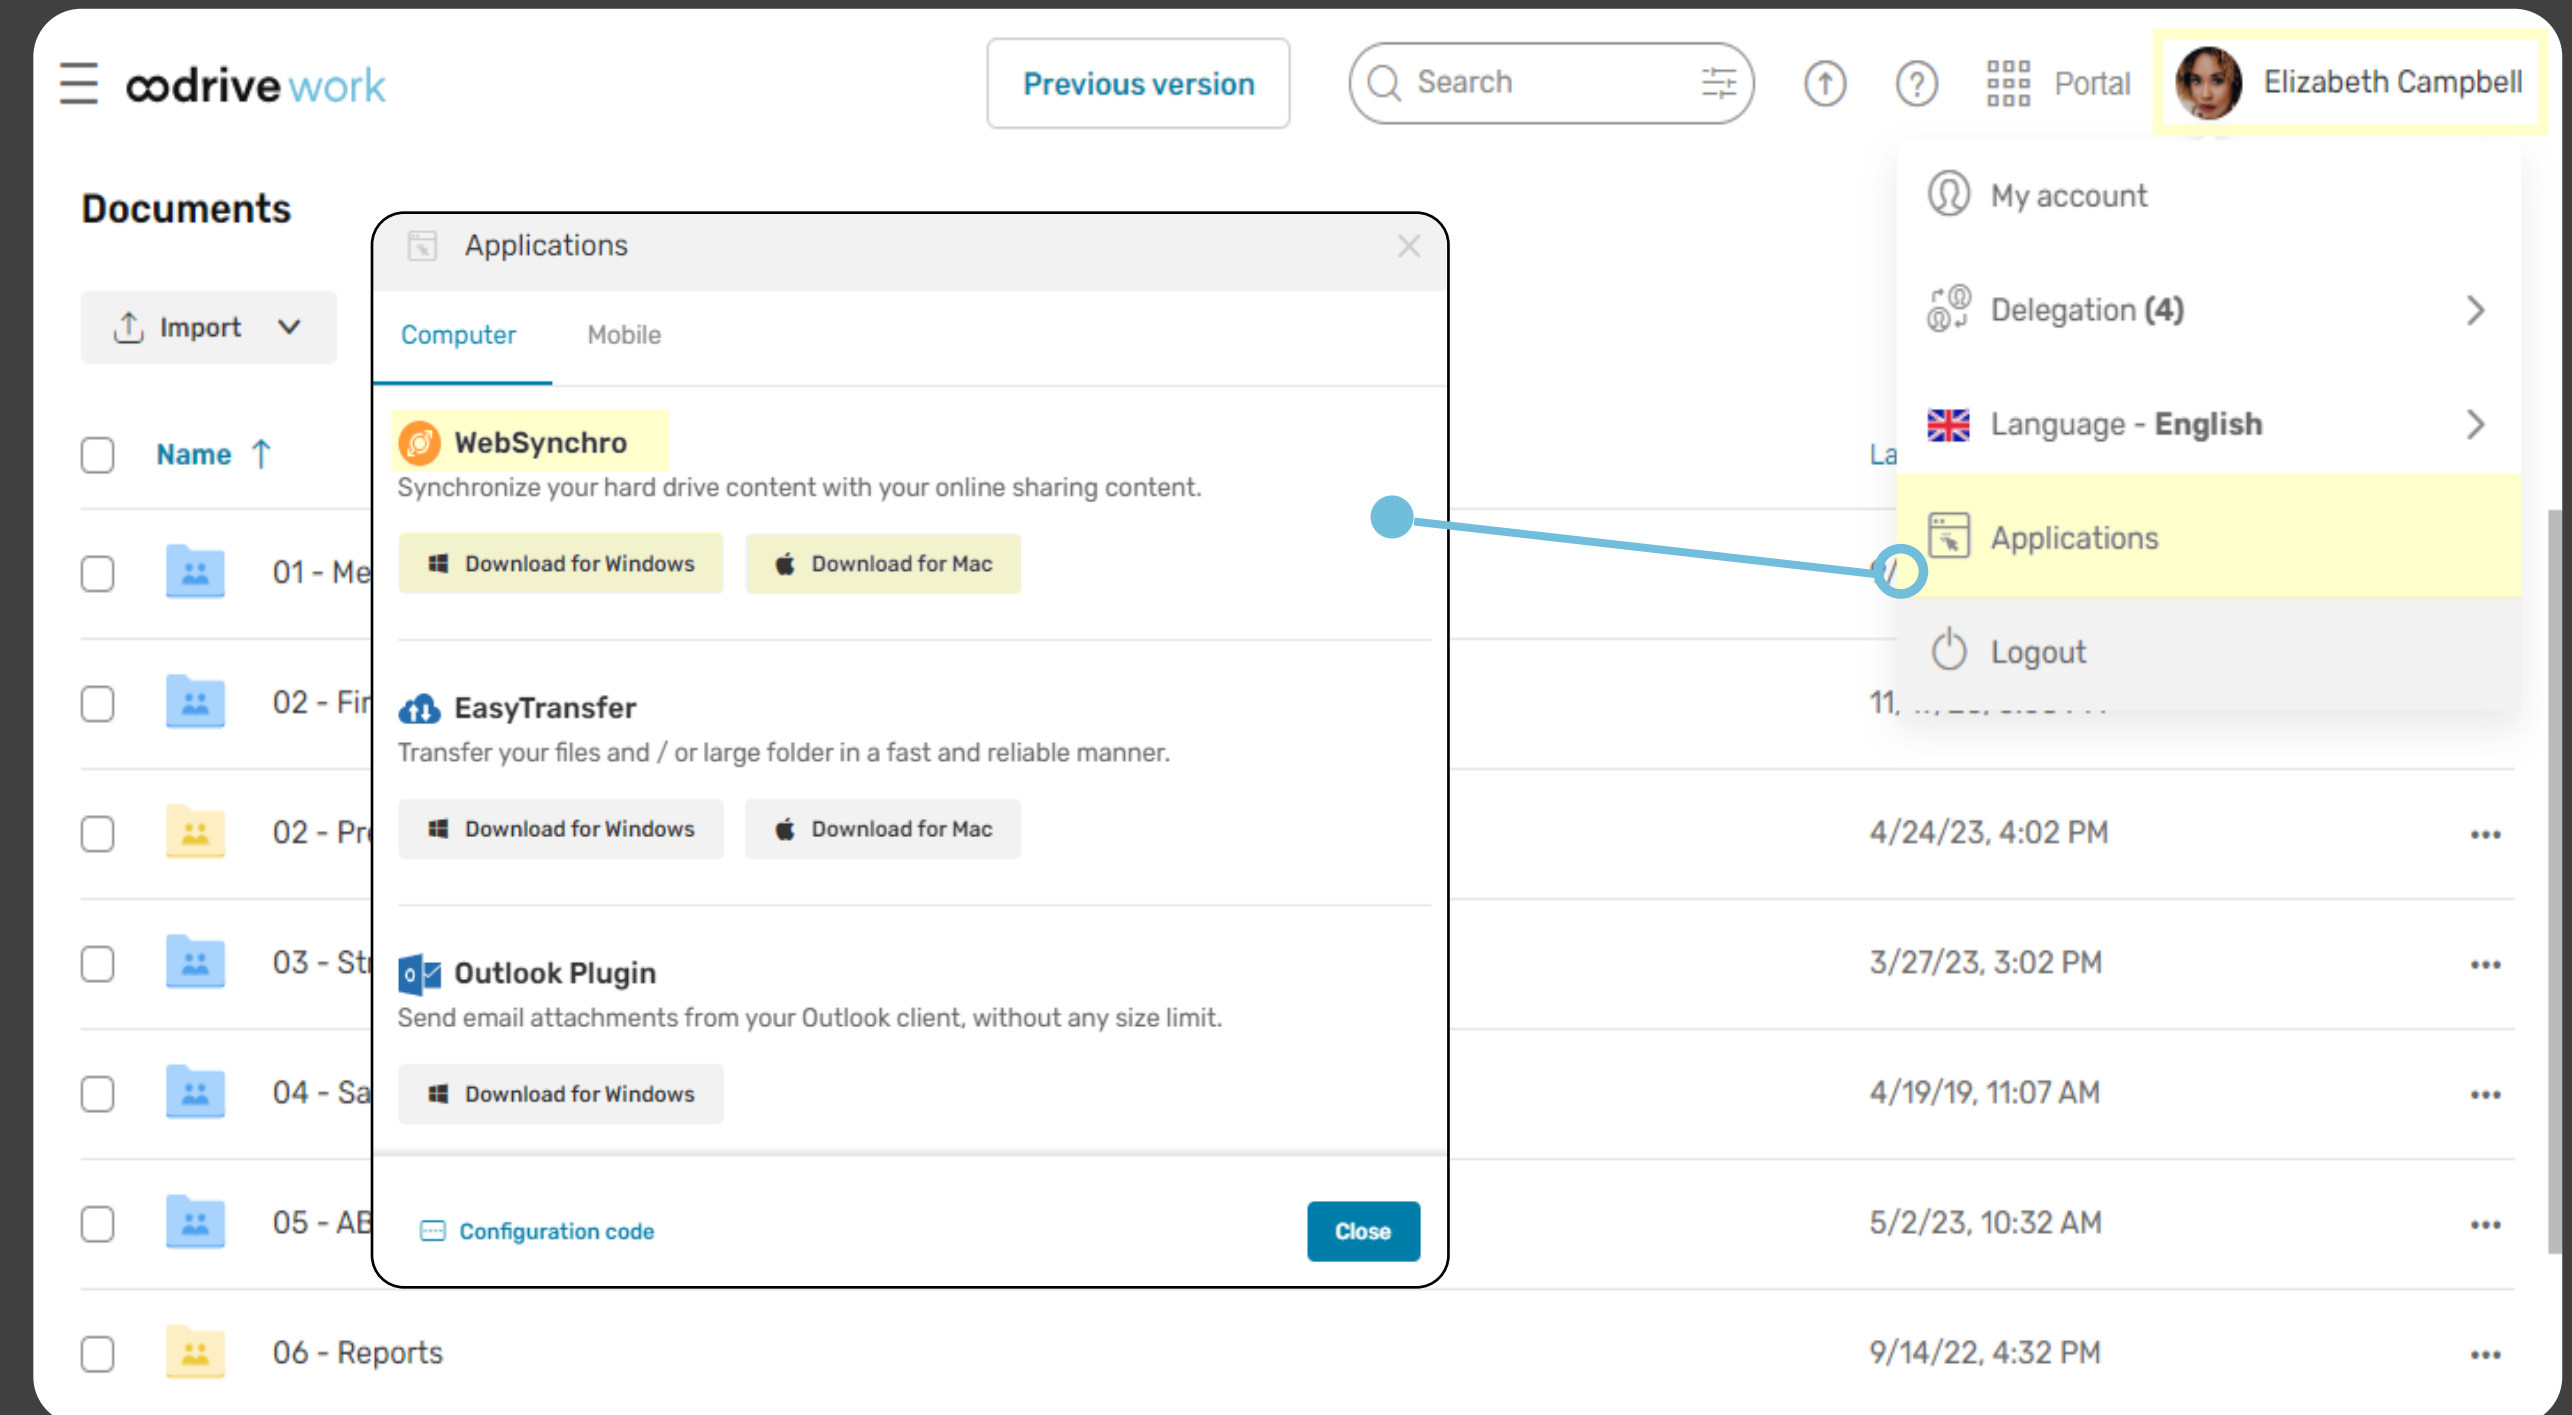 oodrive work
Previous version
Search
Portal
Elizabeth Campbell
My account
Delegation (4)
Language - English
Applications
Logout
Documents
Import
Name
Applications
Computer
Mobile
WebSynchro
Synchronize your hard drive content with your online sharing content.
Download for Windows
Download for Mac
EasyTransfer
Transfer your files and / or large folder in a fast and reliable manner.
Download for Windows
Download for Mac
Outlook Plugin
Send email attachments from your Outlook client, without any size limit.
Download for Windows
Configuration code
Close
La
01 - Me
02 - Fir
11,
02 - Pre
4/24/23, 4:02 PM
03 - Str
3/27/23, 3:02 PM
04 - Sa
4/19/19, 11:07 AM
05 - AB
5/2/23, 10:32 AM
06 - Reports
9/14/22, 4:32 PM